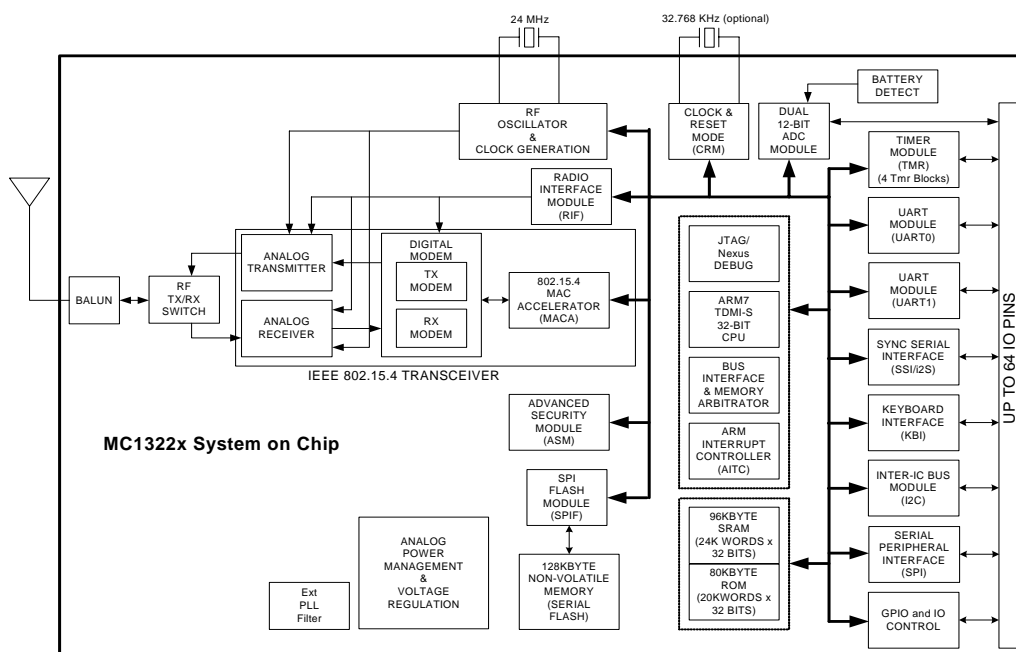 24 MHz
32.768 KHz (optional)
BATTERY
DETECT
RF
OSCILLATOR
&
CLOCK GENERATION
CLOCK &
RESET
MODE
(CRM)
DUAL
12-BIT
ADC
MODULE
TIMER
MODULE
(TMR)
(4 Tmr Blocks)
RADIO
INTERFACE
MODULE
(RIF)
UART
MODULE
(UART0)
ANALOG
TRANSMITTER
DIGITAL
MODEM
TX
MODEM
RX
MODEM
JTAG/
Nexus
DEBUG
BALUN
RF
TX/RX
SWITCH
ANALOG
RECEIVER
802.15.4
MAC
ACCELERATOR
(MACA)
UART
MODULE
(UART1)
ARM7
TDMI-S
32-BIT
CPU
IEEE 802.15.4 TRANSCEIVER
SYNC SERIAL
INTERFACE
(SSI/i2S)
BUS
INTERFACE
& MEMORY
ARBITRATOR
UP TO 64 IO PINS
ADVANCED
SECURITY
MODULE
(ASM)
KEYBOARD
INTERFACE
(KBI)
MC1322x System on Chip
ARM
INTERRUPT
CONTROLLER
(AITC)
SPI
FLASH
MODULE
(SPIF)
INTER-IC BUS
MODULE
(I2C)
ANALOG
POWER
MANAGEMENT
&
VOLTAGE
REGULATION
96KBYTE
SRAM
(24K WORDS x
32 BITS)
SERIAL
PERIPHERAL
INTERFACE
(SPI)
128KBYTE
NON-VOLATILE
MEMORY
(SERIAL
FLASH)
80KBYTE
ROM
(20KWORDS x
32 BITS)
Ext
PLL
Filter
GPIO and IO
CONTROL